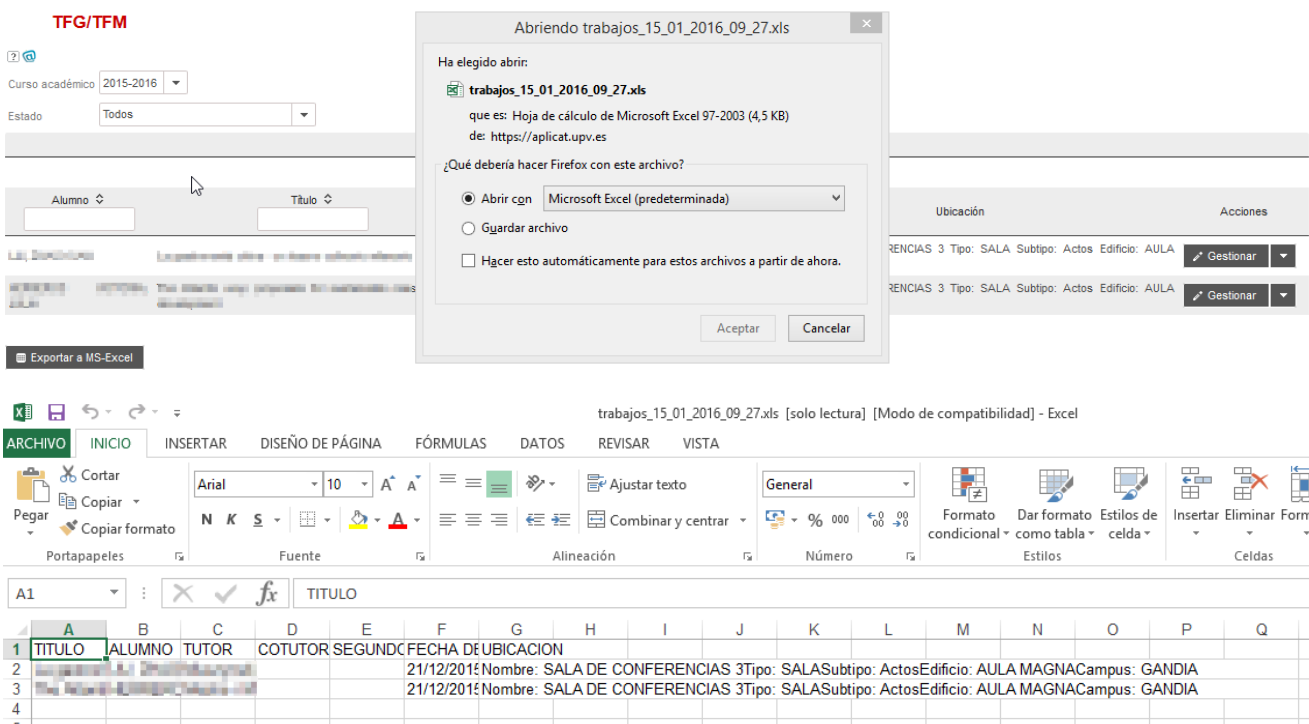 TFG/TFM
?
Curso académico 2015-2016
Estado Todos
Alumno Título Ubicación Acciones
RENCIAS 3 Tipo: SALA Subtipo: Actos Edificio: AULA Gestionar
RENCIAS 3 Tipo: SALA Subtipo: Actos Edificio: AULA Gestionar
Exportar a MS-Excel
Abriendo trabajos_15_01_2016_09_27.xls
Ha elegido abrir:
trabajos_15_01_2016_09_27.xls
que es: Hoja de cálculo de Microsoft Excel 97-2003 (4,5 KB)
de: https://aplicat.upv.es
¿Qué debería hacer Firefox con este archivo?
Abrir con Microsoft Excel (predeterminada)
Guardar archivo
Hacer esto automáticamente para estos archivos a partir de ahora.
Aceptar Cancelar
trabajos_15_01_2016_09_27.xls [solo lectura] [Modo de compatibilidad] - Excel
ARCHIVO INICIO INSERTAR DISEÑO DE PÁGINA FÓRMULAS DATOS REVISAR VISTA
Pegar
Cortar
Copiar
Copiar formato
Portapapeles
Arial 10 A A
N K S A
Fuente
Ajustar texto
Combinar y centrar
Alineación
General
% 000
Número
Formato condicional
Dar formato como tabla
Estilos de celda
Estilos
Insertar Eliminar Form
Celdas
A1 fx TITULO
A B C D E F G H I J K L M N O P Q
1 TITULO ALUMNO TUTOR COTUTOR SEGUNDO FECHA DE UBICACION
2 21/12/2015 Nombre: SALA DE CONFERENCIAS 3Tipo: SALASubtipo: ActosEdificio: AULA MAGNACampus: GANDIA
3 21/12/2015 Nombre: SALA DE CONFERENCIAS 3Tipo: SALASubtipo: ActosEdificio: AULA MAGNACampus: GANDIA
4